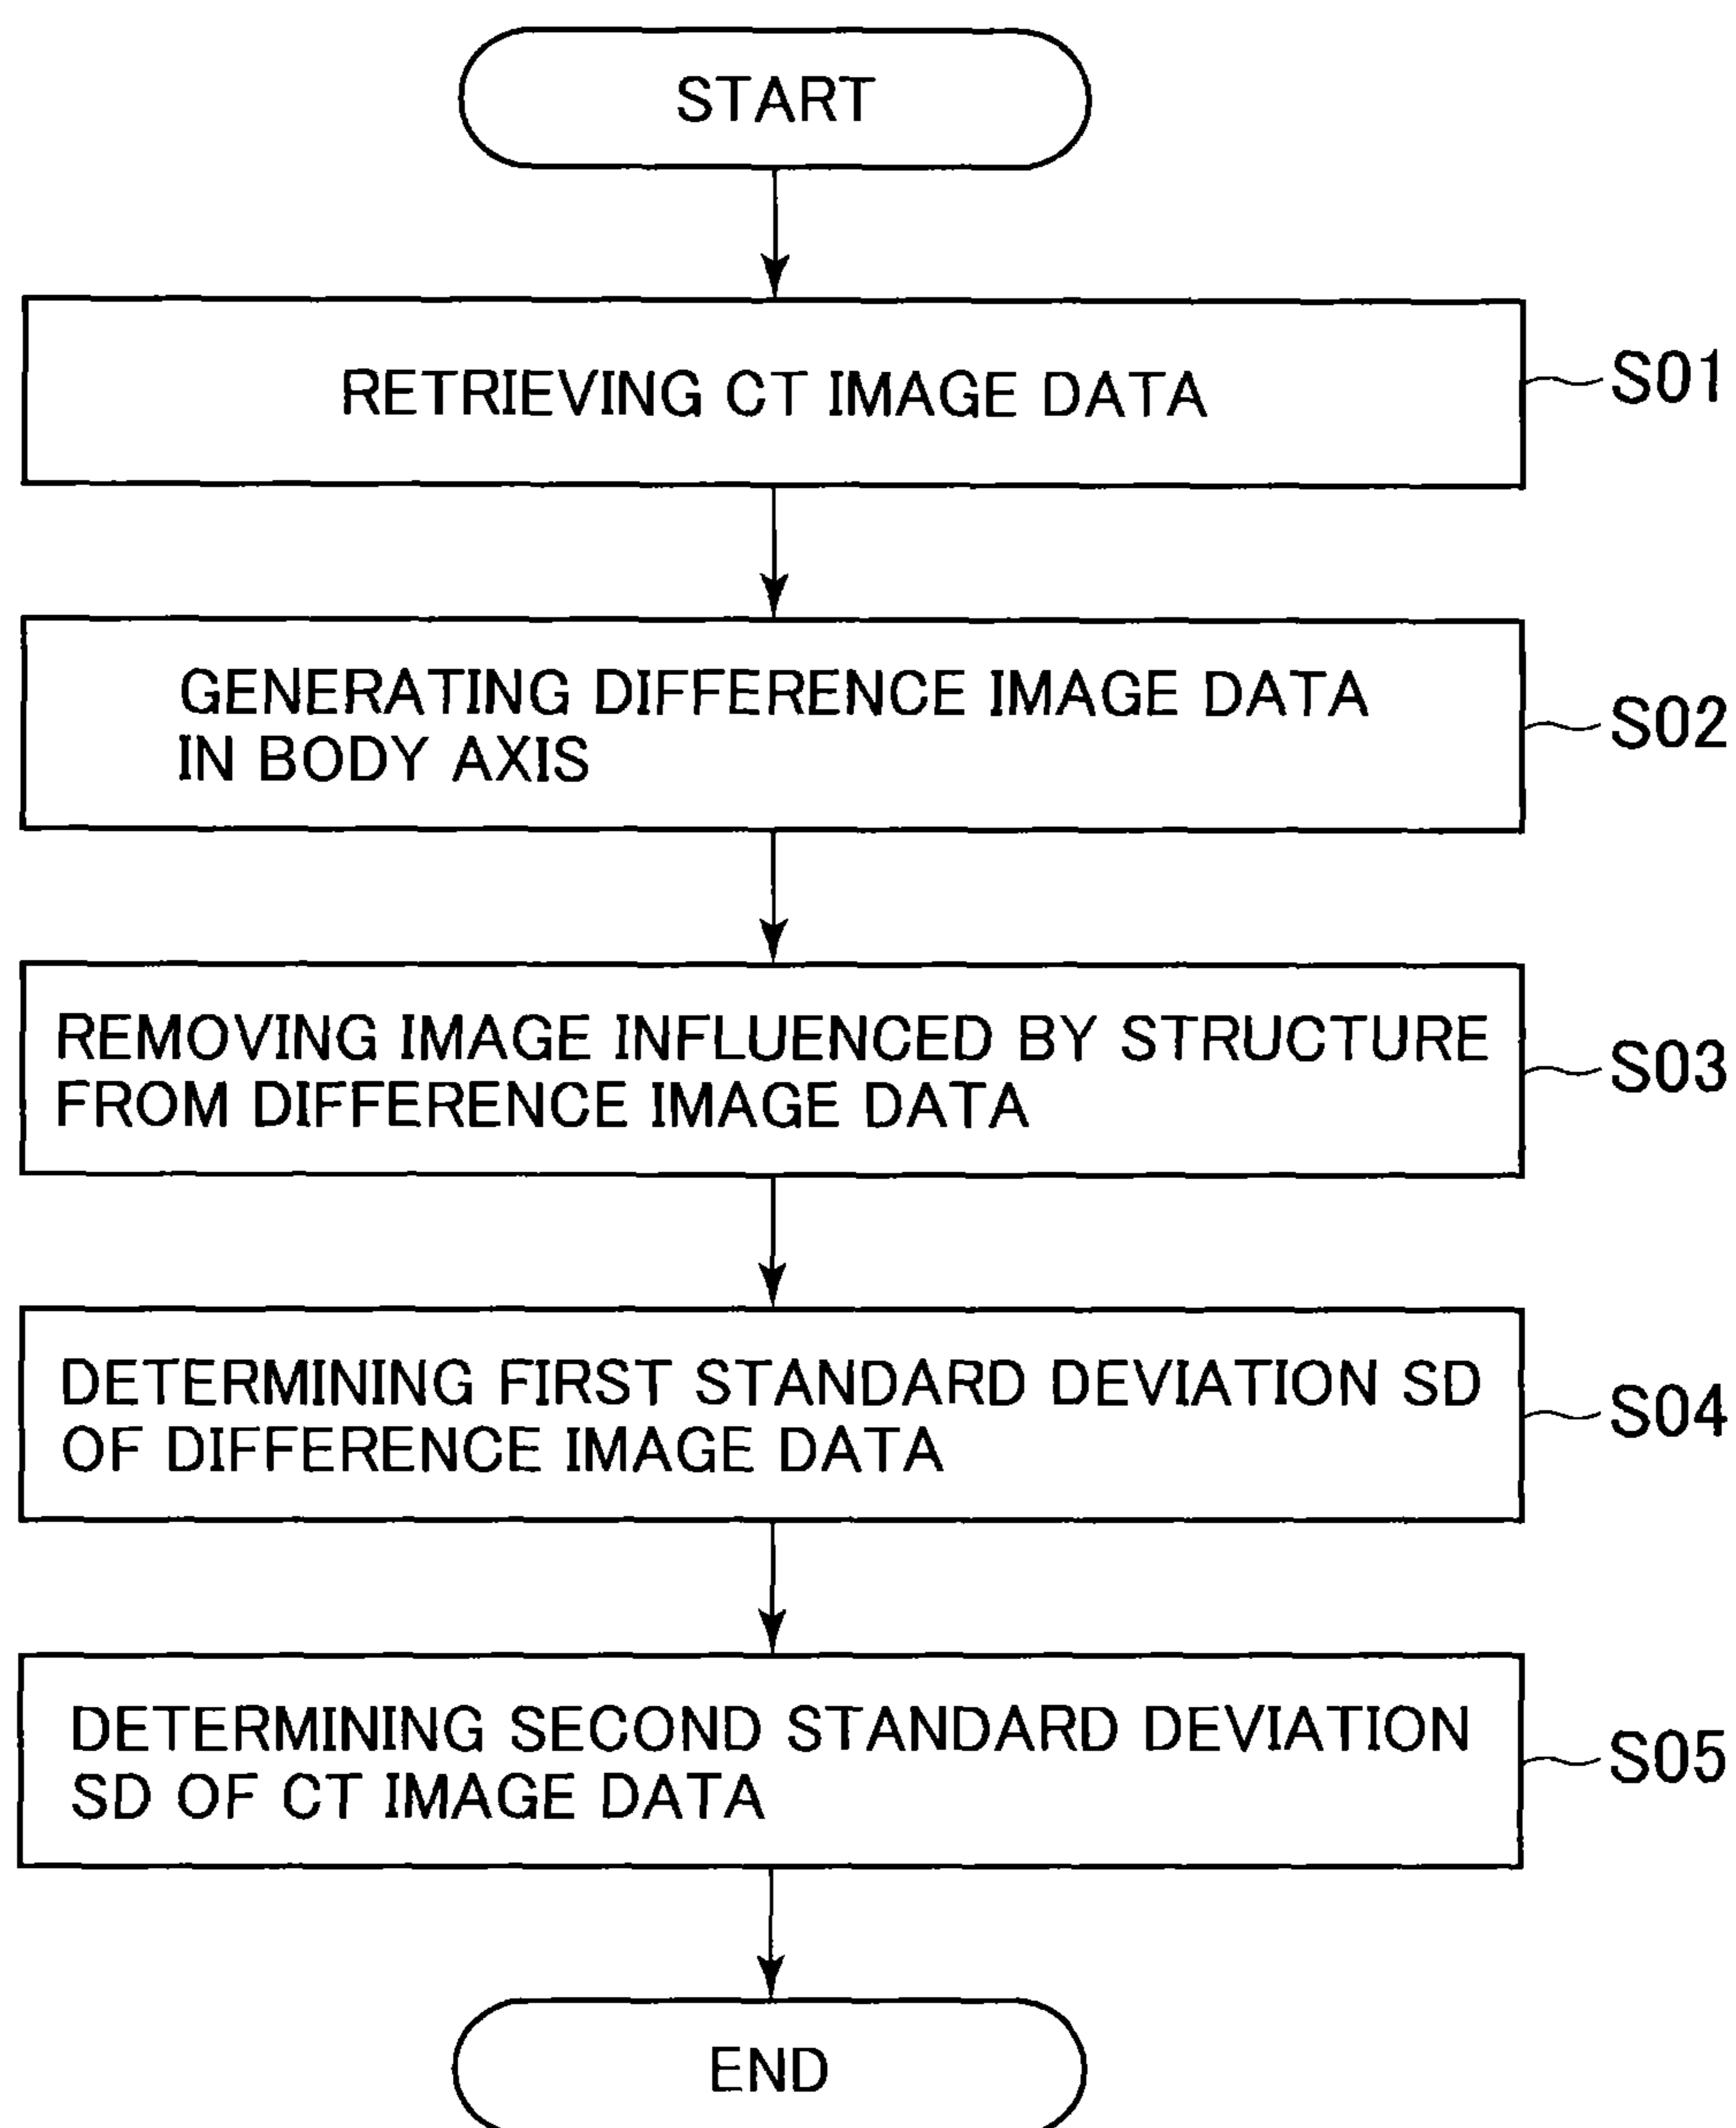 START
RETRIEVING CT IMAGE DATA
S01
GENERATING DIFFERENCE IMAGE DATA
IN BODY AXIS
S02
REMOVING IMAGE INFLUENCED BY STRUCTURE
FROM DIFFERENCE IMAGE DATA
S03
DETERMINING FIRST STANDARD DEVIATION SD
OF DIFFERENCE IMAGE DATA
S04
DETERMINING SECOND STANDARD DEVIATION
SD OF CT IMAGE DATA
S05
END